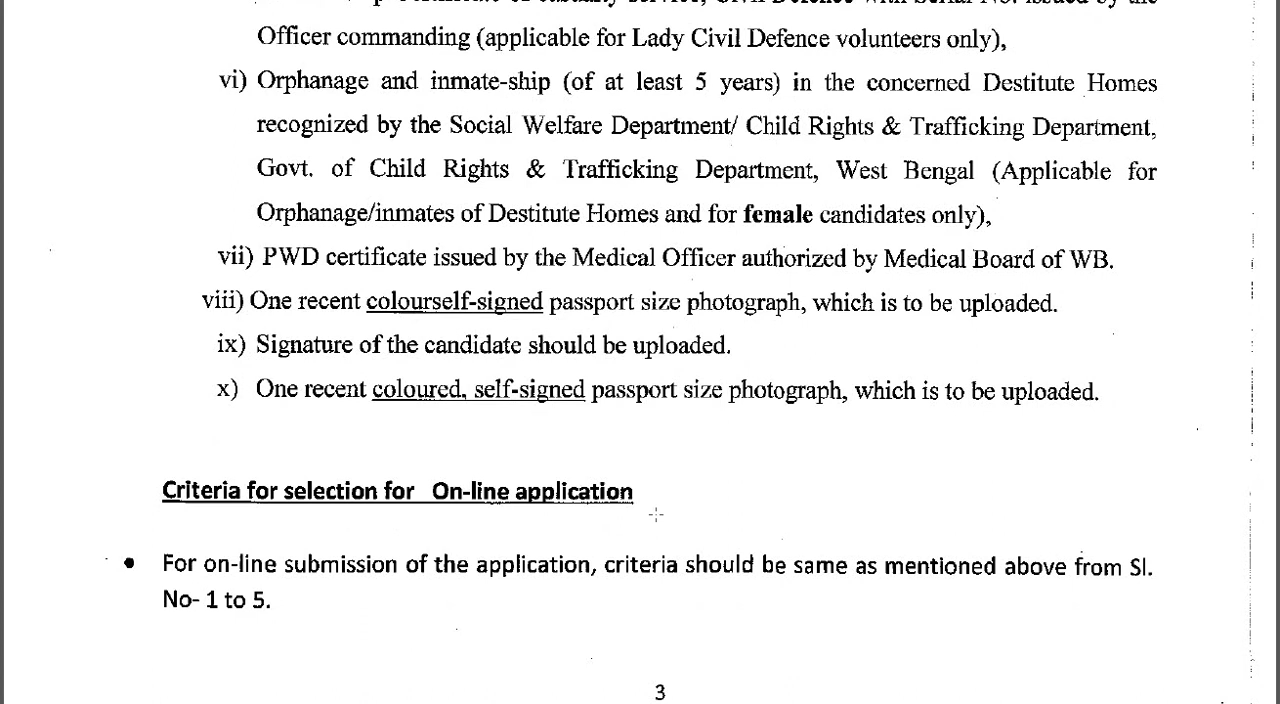 Officer commanding (applicable for Lady Civil Defence volunteers only),
vi) Orphanage and inmate-ship (of at least 5 years) in the concerned Destitute Homes
recognized by the Social Welfare Department/ Child Rights & Trafficking Department,
Govt. of Child Rights & Trafficking Department, West Bengal (Applicable for
Orphanage/inmates of Destitute Homes and for female candidates only),
vii) PWD certificate issued by the Medical Officer authorized by Medical Board of WB.
viii) One recent colourself-signed passport size photograph, which is to be uploaded.
ix) Signature of the candidate should be uploaded.
x) One recent coloured, self-signed passport size photograph, which is to be uploaded.
Criteria for selection for On-line application
• For on-line submission of the application, criteria should be same as mentioned above from Sl.
No- 1 to 5.
3